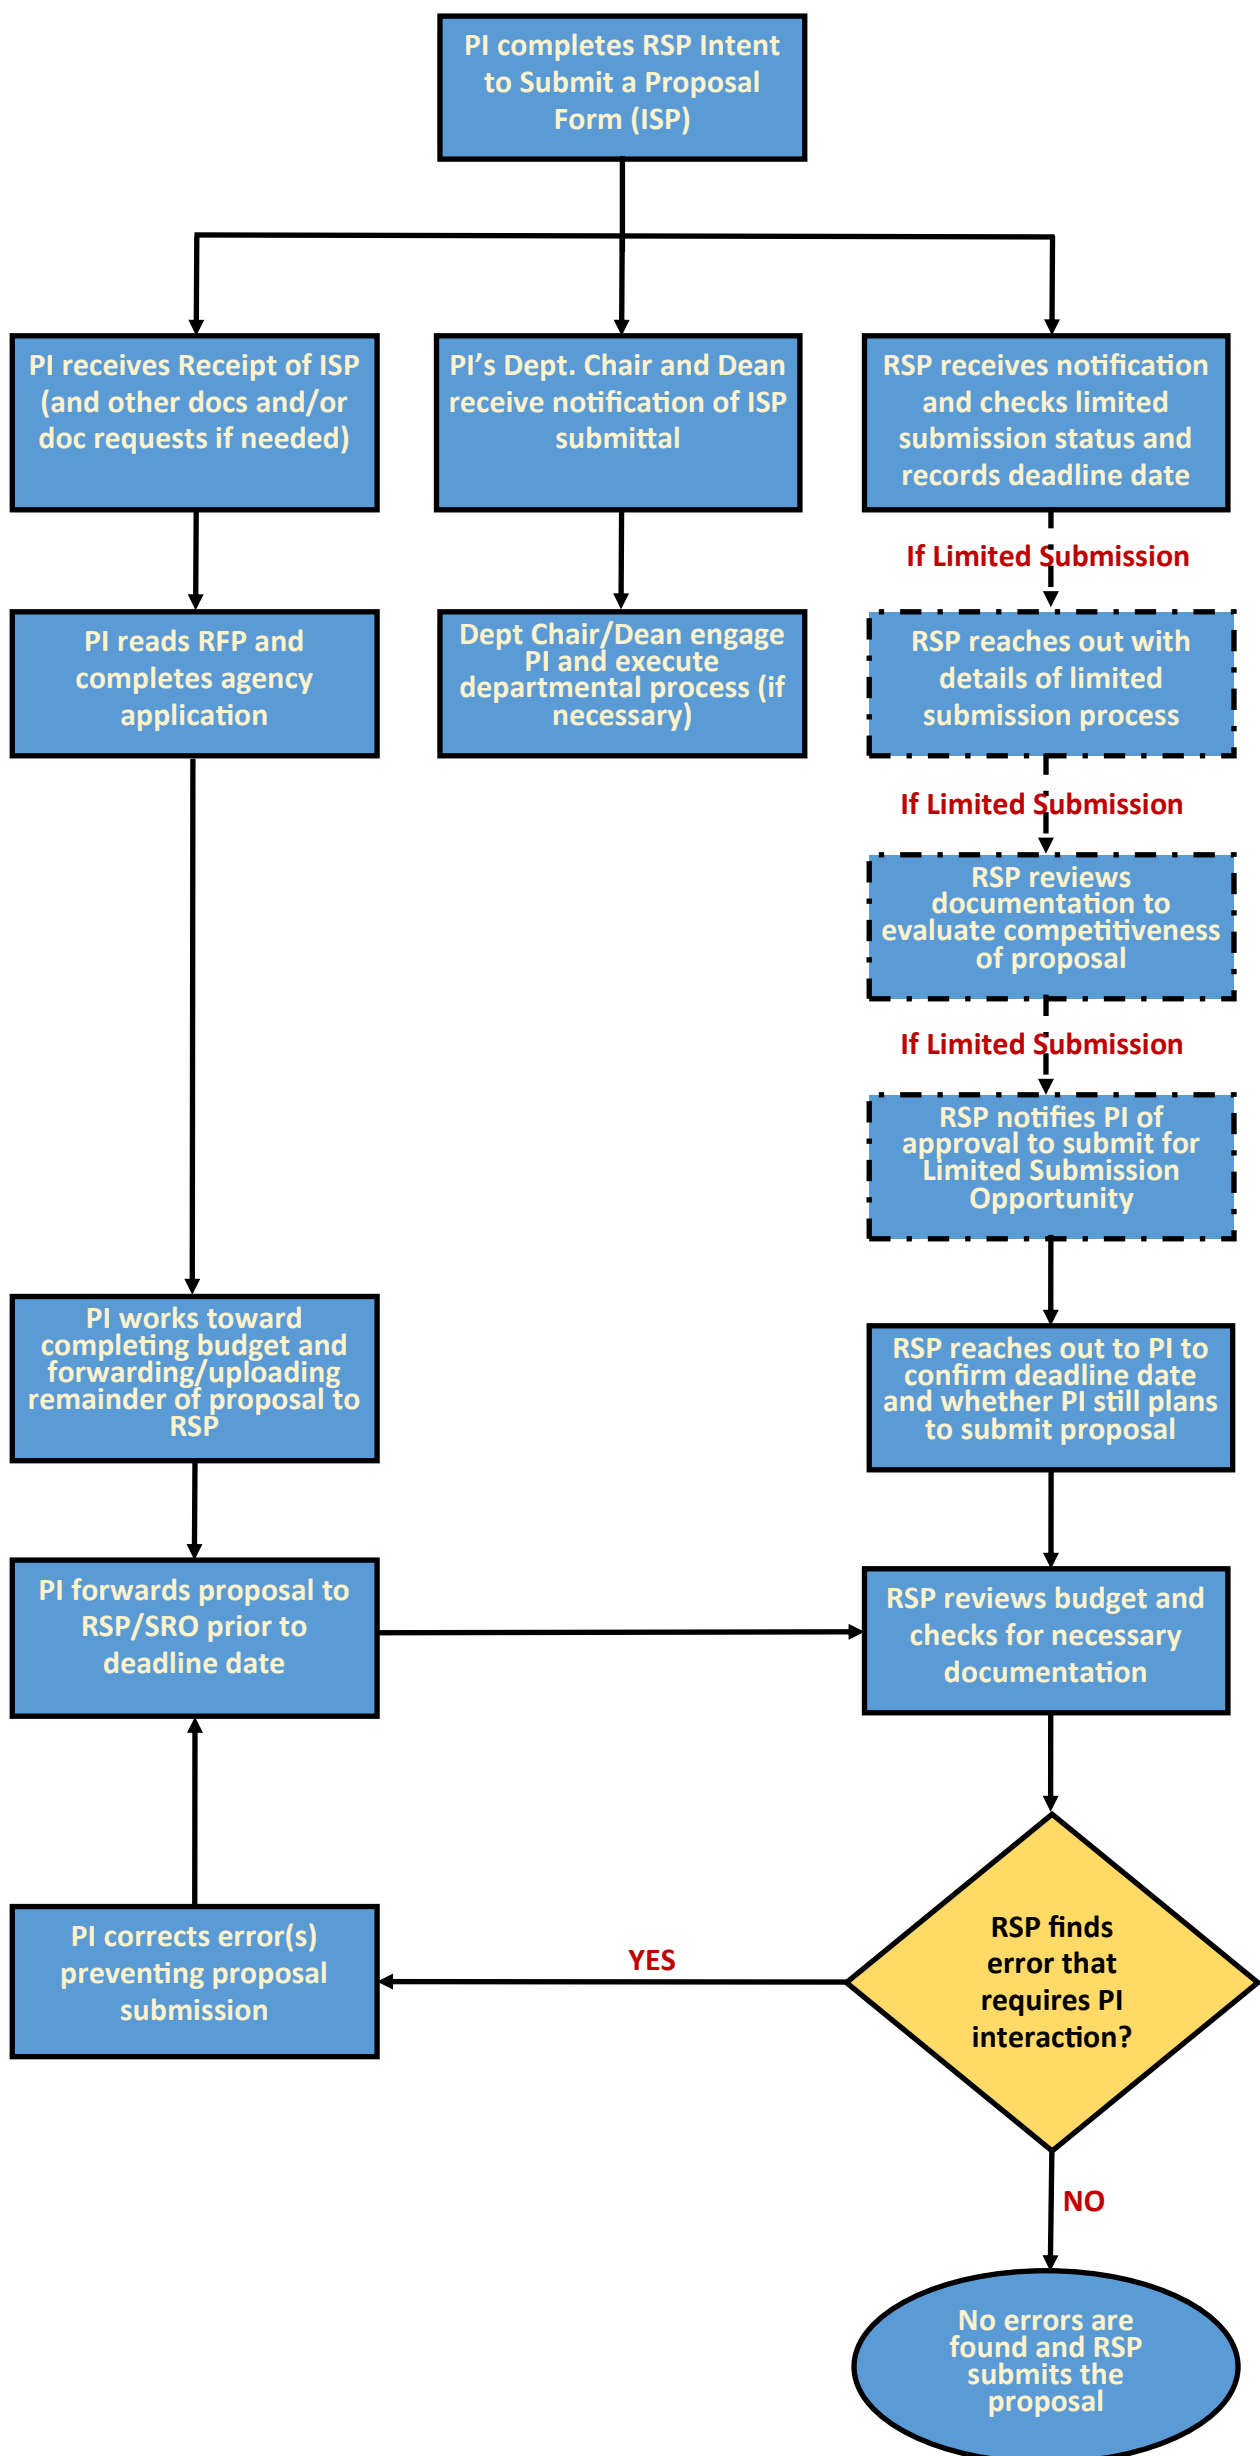 PI completes RSP Intent
to Submit a Proposal
Form (ISP)
PI receives Receipt of ISP
(and other docs and/or
doc requests if needed)
PI's Dept. Chair and Dean
receive notification of ISP
submittal
RSP receives notification
and checks limited
submission status and
records deadline date
If Limited Submission
PI reads RFP and
completes agency
application
Dept Chair/Dean engage
PI and execute
departmental process (if
necessary)
RSP reaches out with
details of limited
submission process
If Limited Submission
RSP reviews
documentation to
evaluate competitiveness
of proposal
If Limited Submission
RSP notifies PI of
approval to submit for
Limited Submission
Opportunity
PI works toward
completing budget and
forwarding/uploading
remainder of proposal to
RSP
RSP reaches out to PI to
confirm deadline date
and whether PI still plans
to submit proposal
PI forwards proposal to
RSP/SRO prior to
deadline date
RSP reviews budget and
checks for necessary
documentation
PI corrects error(s)
preventing proposal
submission
YES
RSP finds
error that
requires PI
interaction?
NO
No errors are
found and RSP
submits the
proposal